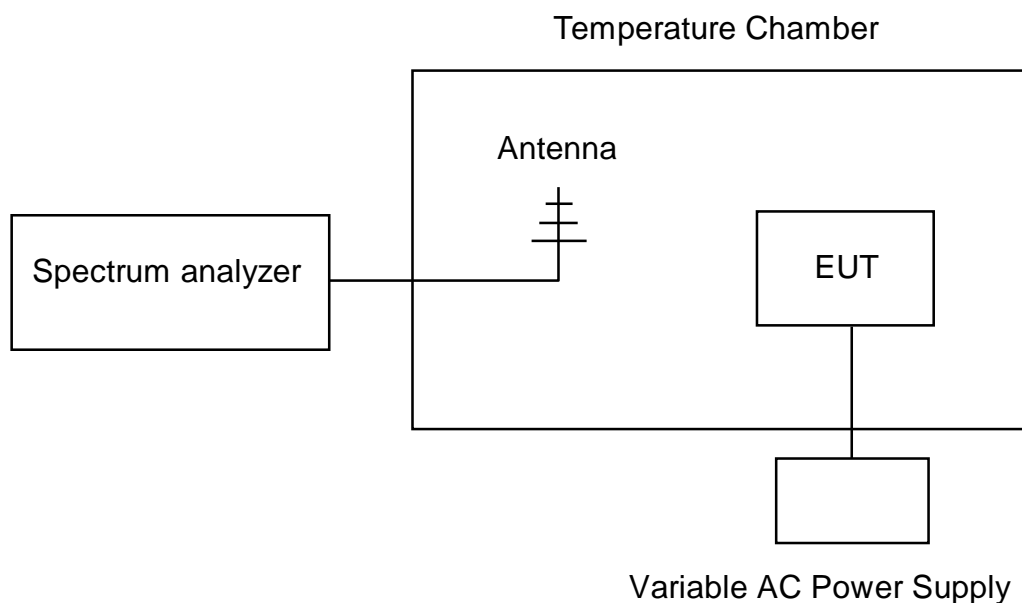 Temperature Chamber
Antenna
Spectrum analyzer
EUT
Variable AC Power Supply